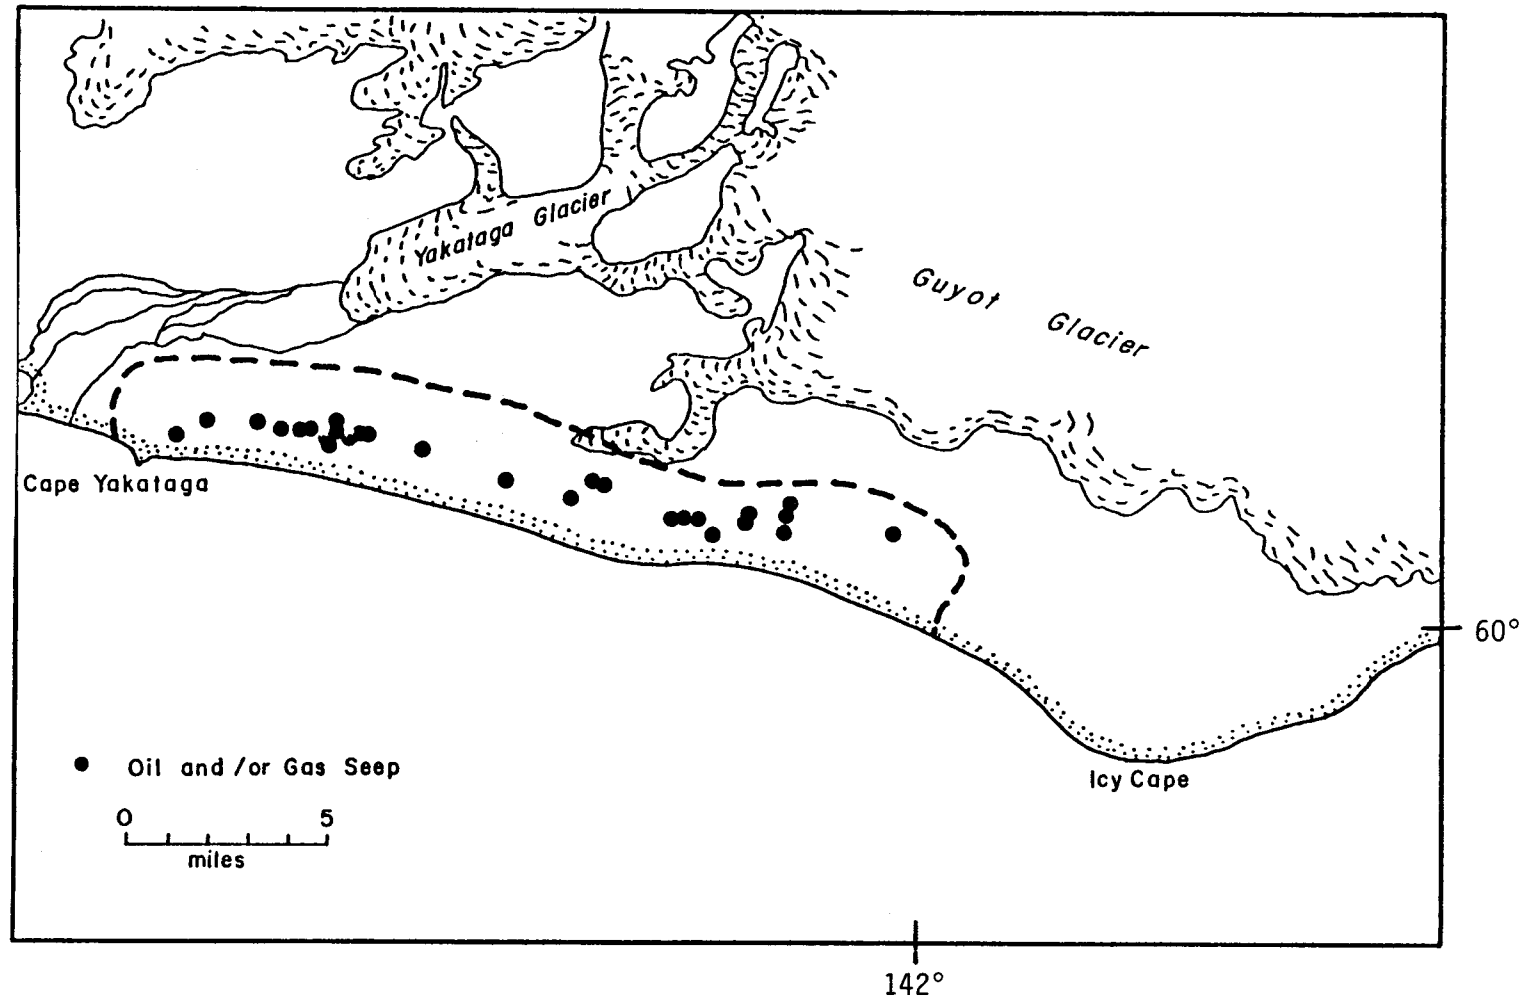 Yakataga Glacier
Guyot Glacier
Cape Yakataga
60°
Oil and/or Gas Seep
Icy Cape
0 5
miles
142°